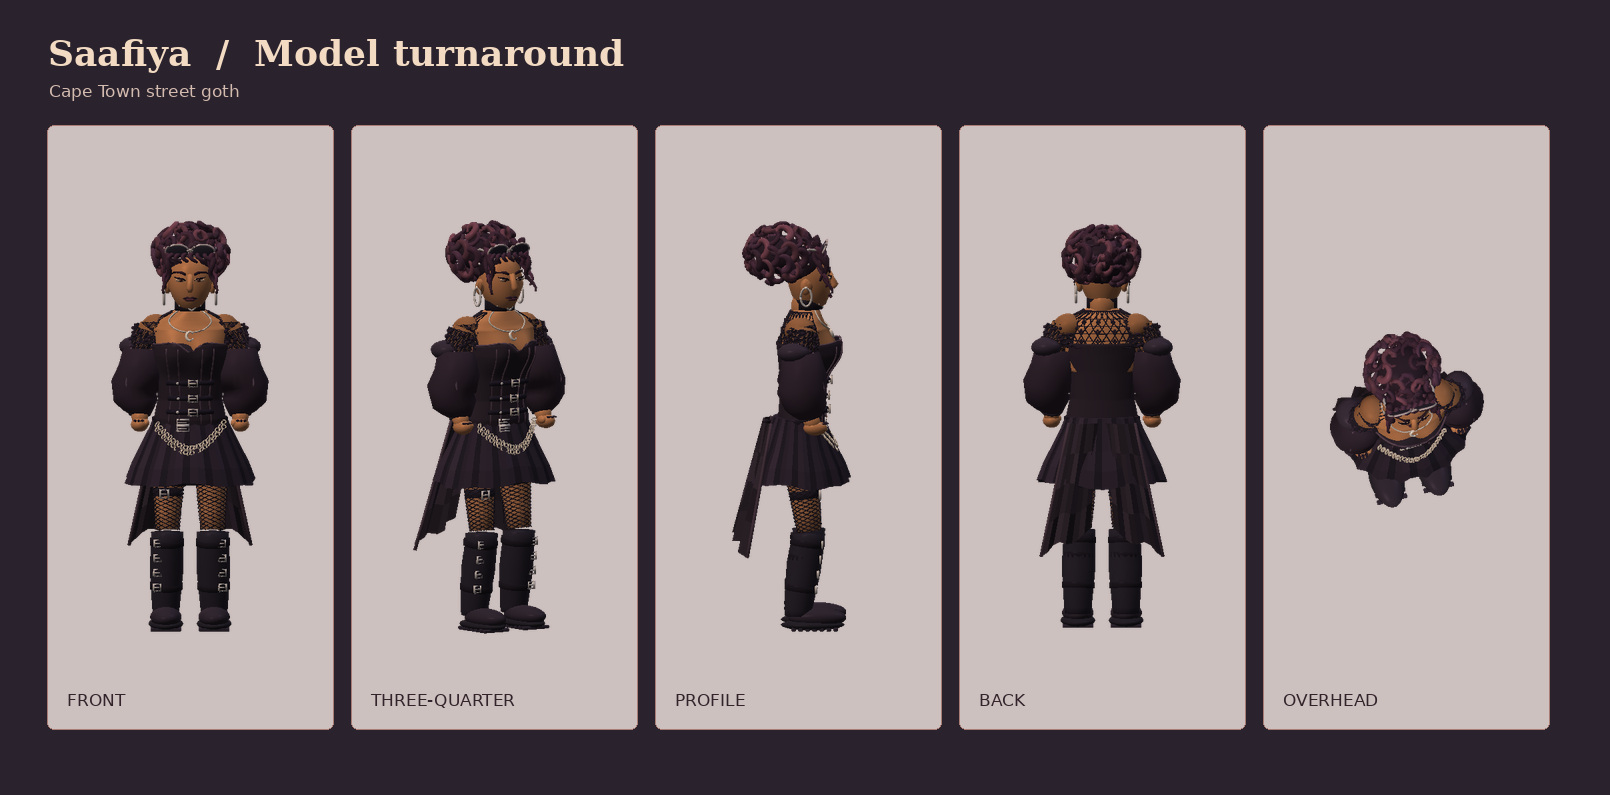 Saafiya / Model turnaround
Cape Town street goth
FRONT
THREE-QUARTER
PROFILE
BACK
OVERHEAD